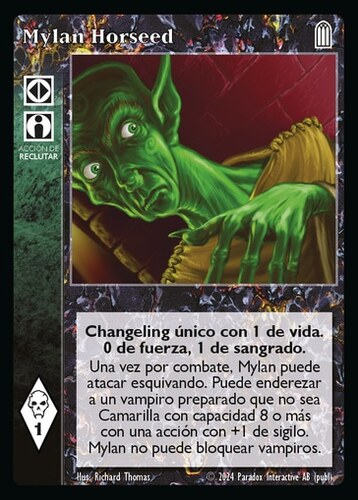 Mylan Horseed
ACCIÓN DE
RECLUTAR
Changeling único con 1 de vida.
0 de fuerza, 1 de sangrado.
Una vez por combate, Mylan puede
atacar esquivando. Puede enderezar
a un vampiro preparado que no sea
Camarilla con capacidad 8 o más
con una acción con +1 de sigilo.
Mylan no puede bloquear vampiros.
1
Ilus. Richard Thomas
© 2024 Paradox Interactive AB (publ)